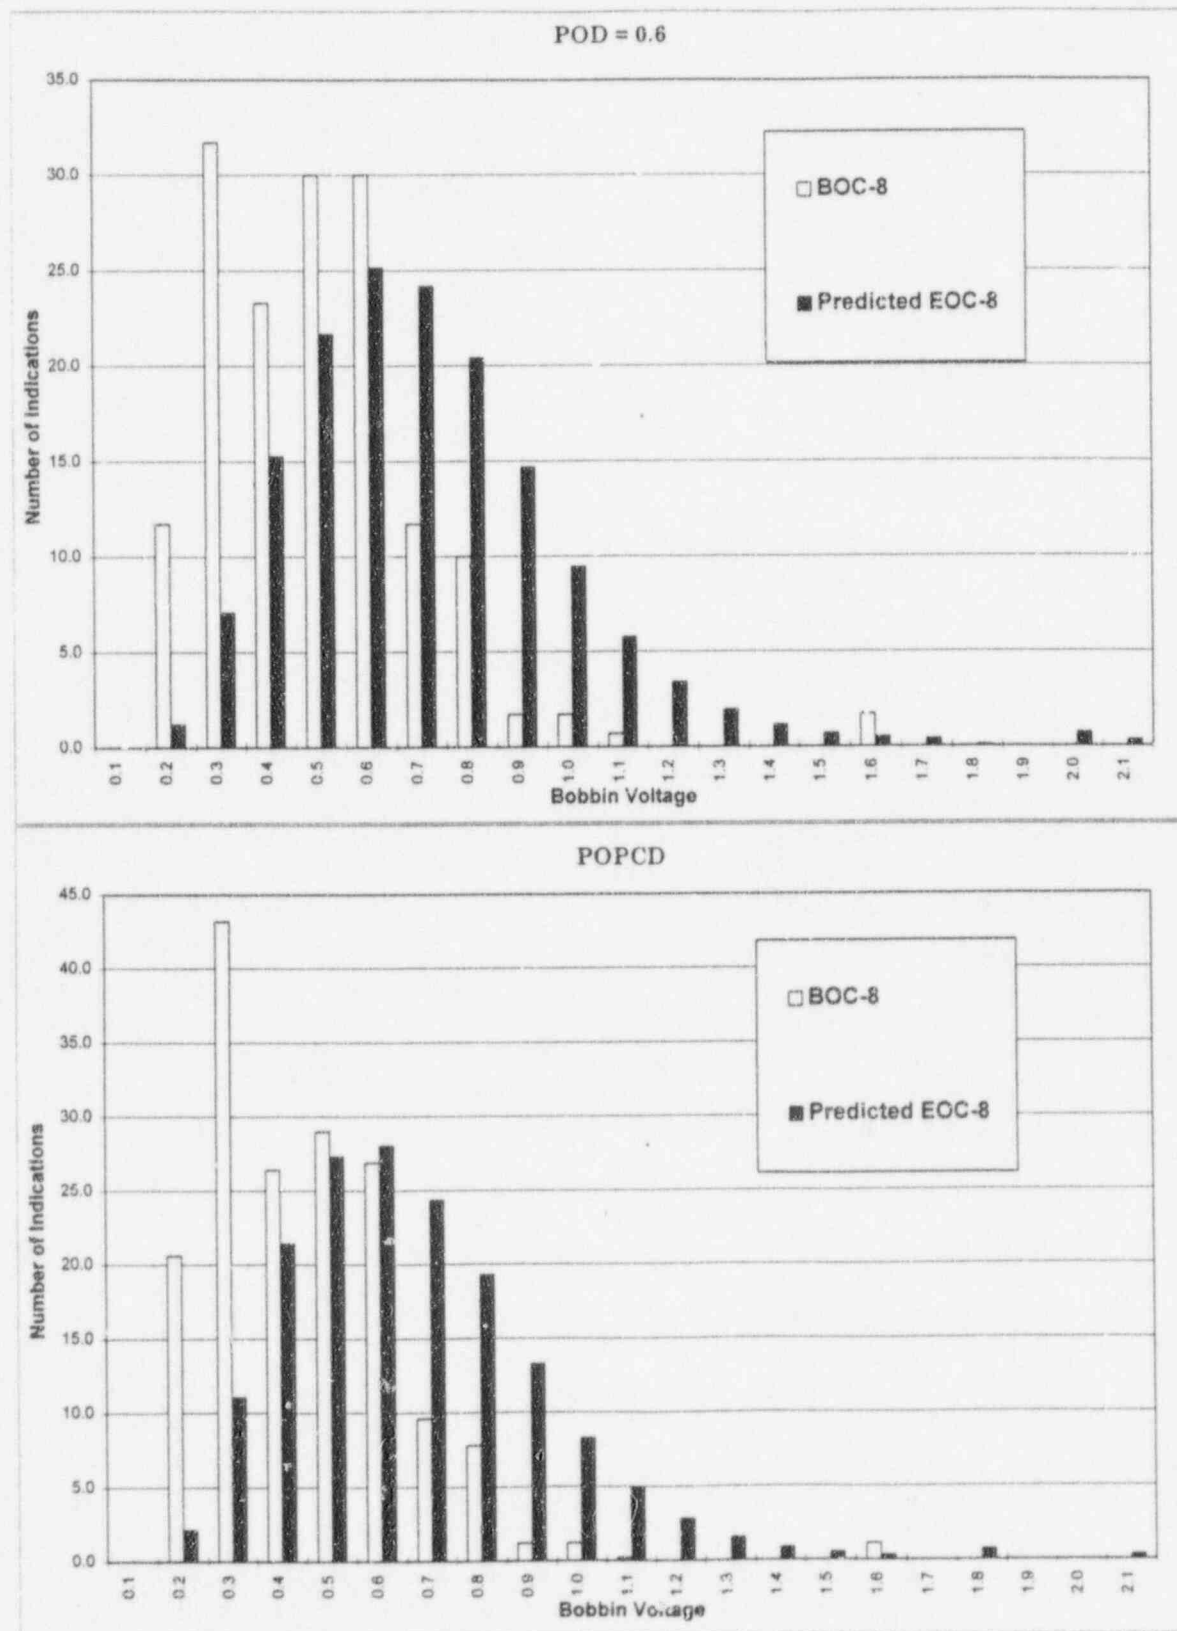 POD = 0.6
35.0
30.0
25.0
20.0
15.0
10.0
5.0
0.0
Number of Indications
BOC-8
Predicted EOC-8
0.1 0.2 0.3 0.4 0.5 0.6 0.7 0.8 0.9 1.0 1.1 1.2 1.3 1.4 1.5 1.6 1.7 1.8 1.9 2.0 2.1
Bobbin Voltage
POPCD
45.0
40.0
35.0
30.0
25.0
20.0
15.0
10.0
5.0
0.0
Number of Indications
BOC-8
Predicted EOC-8
0.1 0.2 0.3 0.4 0.5 0.6 0.7 0.8 0.9 1.0 1.1 1.2 1.3 1.4 1.5 1.6 1.7 1.8 1.9 2.0 2.1
Bobbin Voltage